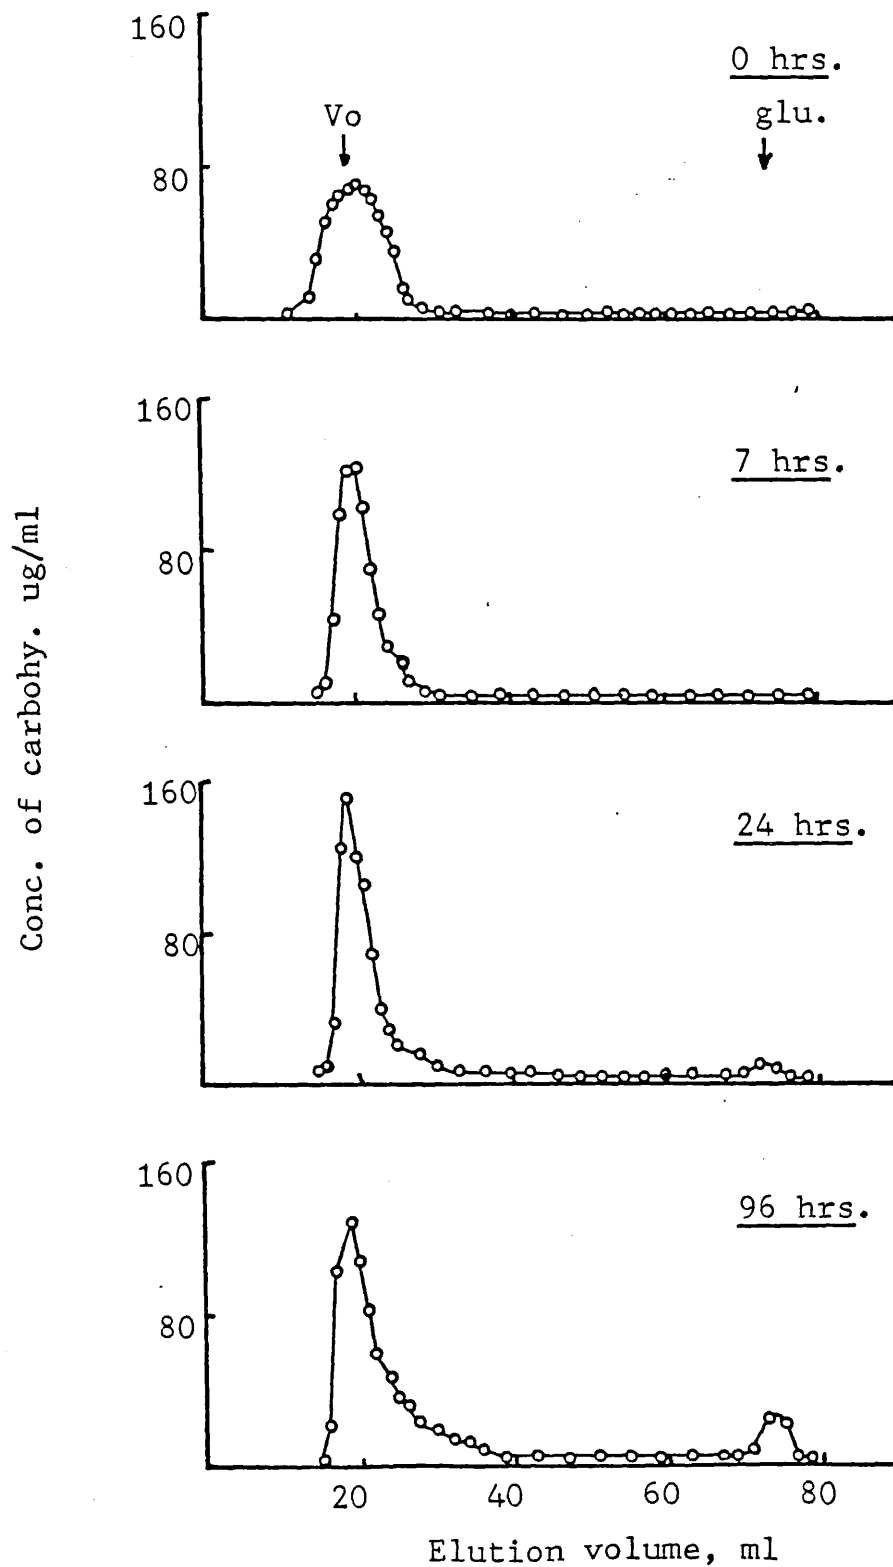 160
0 hrs.
Vo
glu.
80
160
7 hrs.
80
160
24 hrs.
80
160
96 hrs.
80
20
40
60
80
Conc. of carbohy. ug/ml
Elution volume, ml